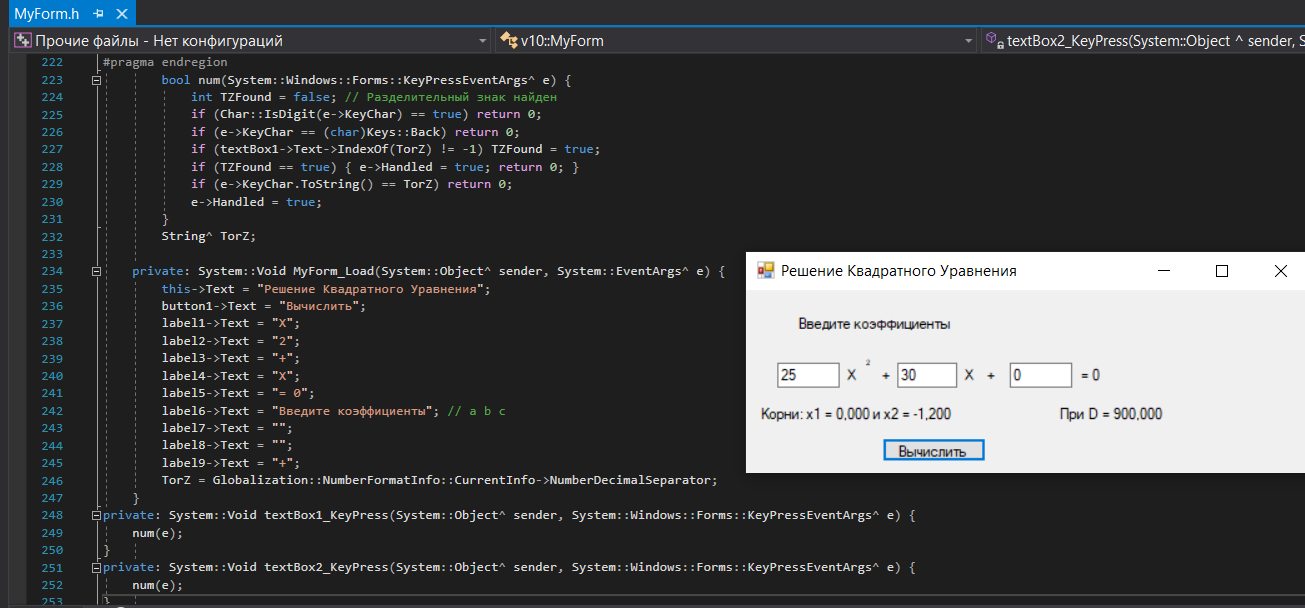 MyForm.h
Прочие файлы - Нет конфигураций
v10::MyForm
textBox2_KeyPress(System::Object ^ sender, S
222 #pragma endregion
223 bool num(System::Windows::Forms::KeyPressEventArgs^ e) {
224 int TZFound = false; // Разделительный знак найден
225 if (Char::IsDigit(e->KeyChar) == true) return 0;
226 if (e->KeyChar == (char)Keys::Back) return 0;
227 if (textBox1->Text->IndexOf(TorZ) != -1) TZFound = true;
228 if (TZFound == true) { e->Handled = true; return 0; }
229 if (e->KeyChar.ToString() == TorZ) return 0;
230 e->Handled = true;
231 }
232 String^ TorZ;
233
234 private: System::Void MyForm_Load(System::Object^ sender, System::EventArgs^ e) {
235 this->Text = "Решение Квадратного Уравнения";
236 button1->Text = "Вычислить";
237 label1->Text = "X";
238 label2->Text = "2";
239 label3->Text = "+";
240 label4->Text = "X";
241 label5->Text = "= 0";
242 label6->Text = "Введите коэффициенты"; // a b c
243 label7->Text = "";
244 label8->Text = "";
245 label9->Text = "+";
246 TorZ = Globalization::NumberFormatInfo::CurrentInfo->NumberDecimalSeparator;
247 }
248 private: System::Void textBox1_KeyPress(System::Object^ sender, System::Windows::Forms::KeyPressEventArgs^ e) {
249 num(e);
250 }
251 private: System::Void textBox2_KeyPress(System::Object^ sender, System::Windows::Forms::KeyPressEventArgs^ e) {
252 num(e);
253 }
Решение Квадратного Уравнения
Введите коэффициенты
25 X 2 + 30 X + 0 = 0
Корни: x1 = 0,000 и x2 = -1,200 При D = 900,000
Вычислить